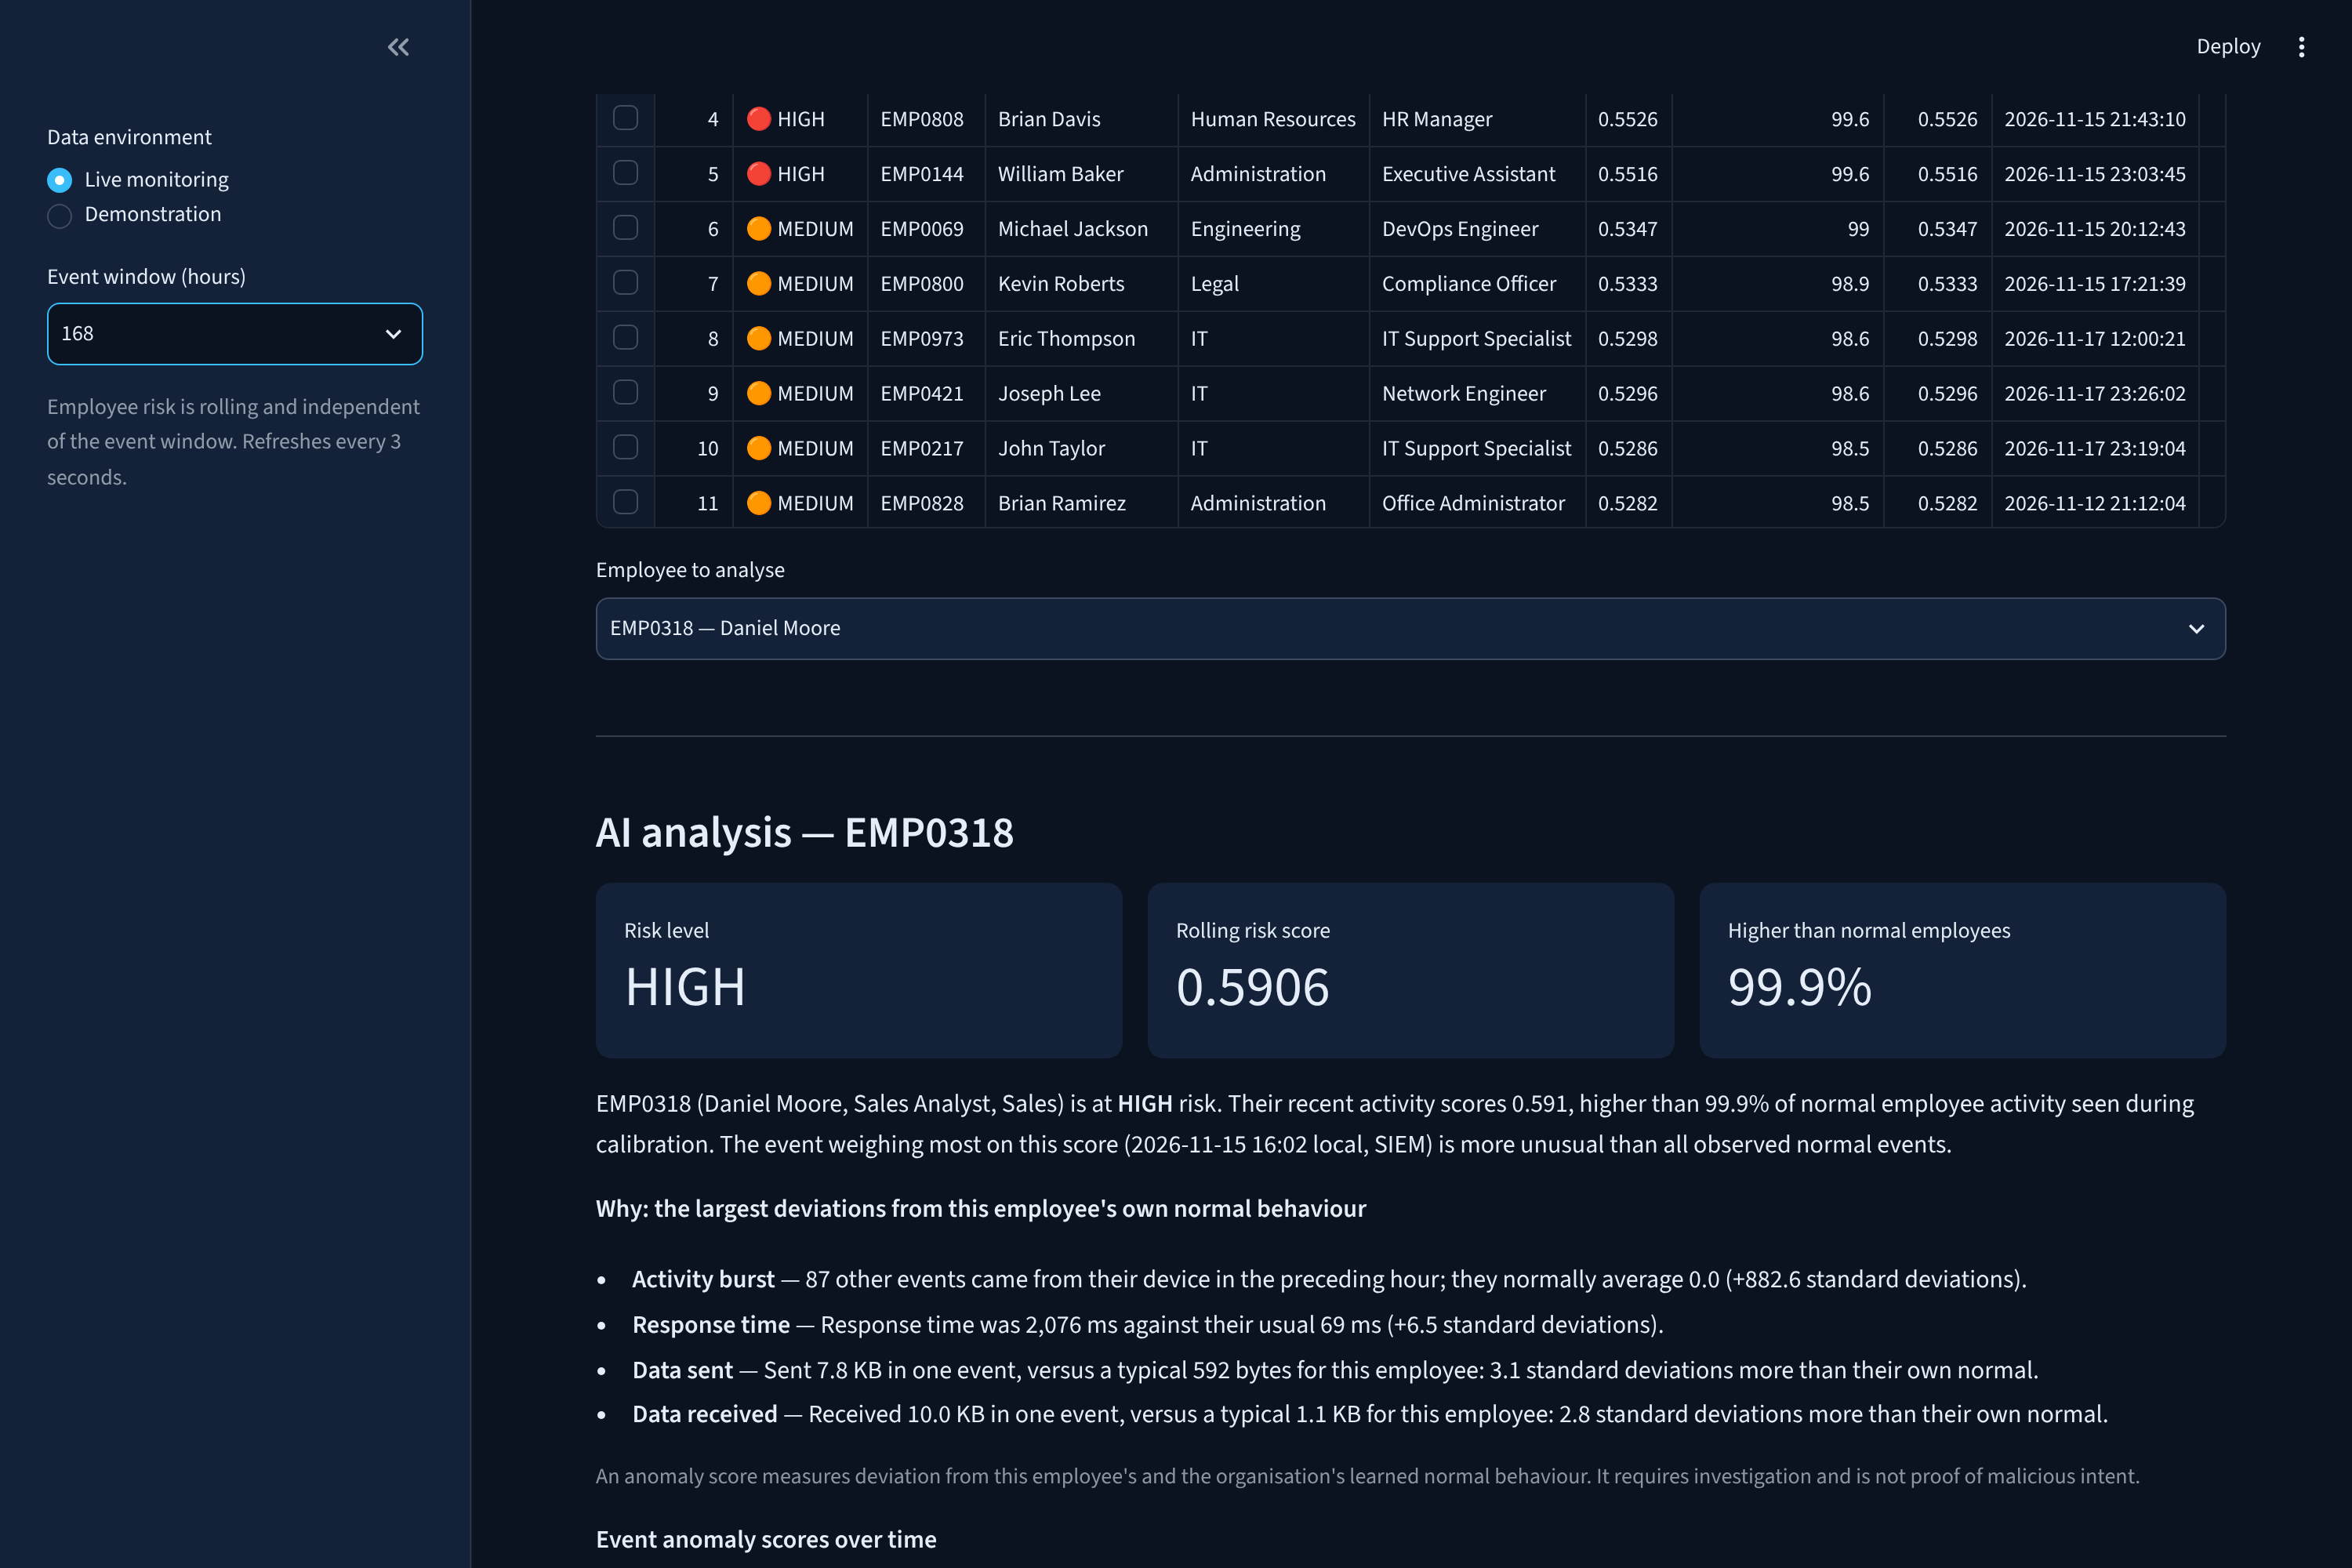 Deploy
Data environment
Live monitoring
Demonstration
Event window (hours)
168
Employee risk is rolling and independent
of the event window. Refreshes every 3
seconds.
4 HIGH EMP0808 Brian Davis Human Resources HR Manager 0.5526 99.6 0.5526 2026-11-15 21:43:10
5 HIGH EMP0144 William Baker Administration Executive Assistant 0.5516 99.6 0.5516 2026-11-15 23:03:45
6 MEDIUM EMP0069 Michael Jackson Engineering DevOps Engineer 0.5347 99 0.5347 2026-11-15 20:12:43
7 MEDIUM EMP0800 Kevin Roberts Legal Compliance Officer 0.5333 98.9 0.5333 2026-11-15 17:21:39
8 MEDIUM EMP0973 Eric Thompson IT IT Support Specialist 0.5298 98.6 0.5298 2026-11-17 12:00:21
9 MEDIUM EMP0421 Joseph Lee IT Network Engineer 0.5296 98.6 0.5296 2026-11-17 23:26:02
10 MEDIUM EMP0217 John Taylor IT IT Support Specialist 0.5286 98.5 0.5286 2026-11-17 23:19:04
11 MEDIUM EMP0828 Brian Ramirez Administration Office Administrator 0.5282 98.5 0.5282 2026-11-12 21:12:04
Employee to analyse
EMP0318 — Daniel Moore
AI analysis — EMP0318
Risk level
HIGH
Rolling risk score
0.5906
Higher than normal employees
99.9%
EMP0318 (Daniel Moore, Sales Analyst, Sales) is at HIGH risk. Their recent activity scores 0.591, higher than 99.9% of normal employee activity seen during
calibration. The event weighing most on this score (2026-11-15 16:02 local, SIEM) is more unusual than all observed normal events.
Why: the largest deviations from this employee's own normal behaviour
• Activity burst — 87 other events came from their device in the preceding hour; they normally average 0.0 (+882.6 standard deviations).
• Response time — Response time was 2,076 ms against their usual 69 ms (+6.5 standard deviations).
• Data sent — Sent 7.8 KB in one event, versus a typical 592 bytes for this employee: 3.1 standard deviations more than their own normal.
• Data received — Received 10.0 KB in one event, versus a typical 1.1 KB for this employee: 2.8 standard deviations more than their own normal.
An anomaly score measures deviation from this employee's and the organisation's learned normal behaviour. It requires investigation and is not proof of malicious intent.
Event anomaly scores over time